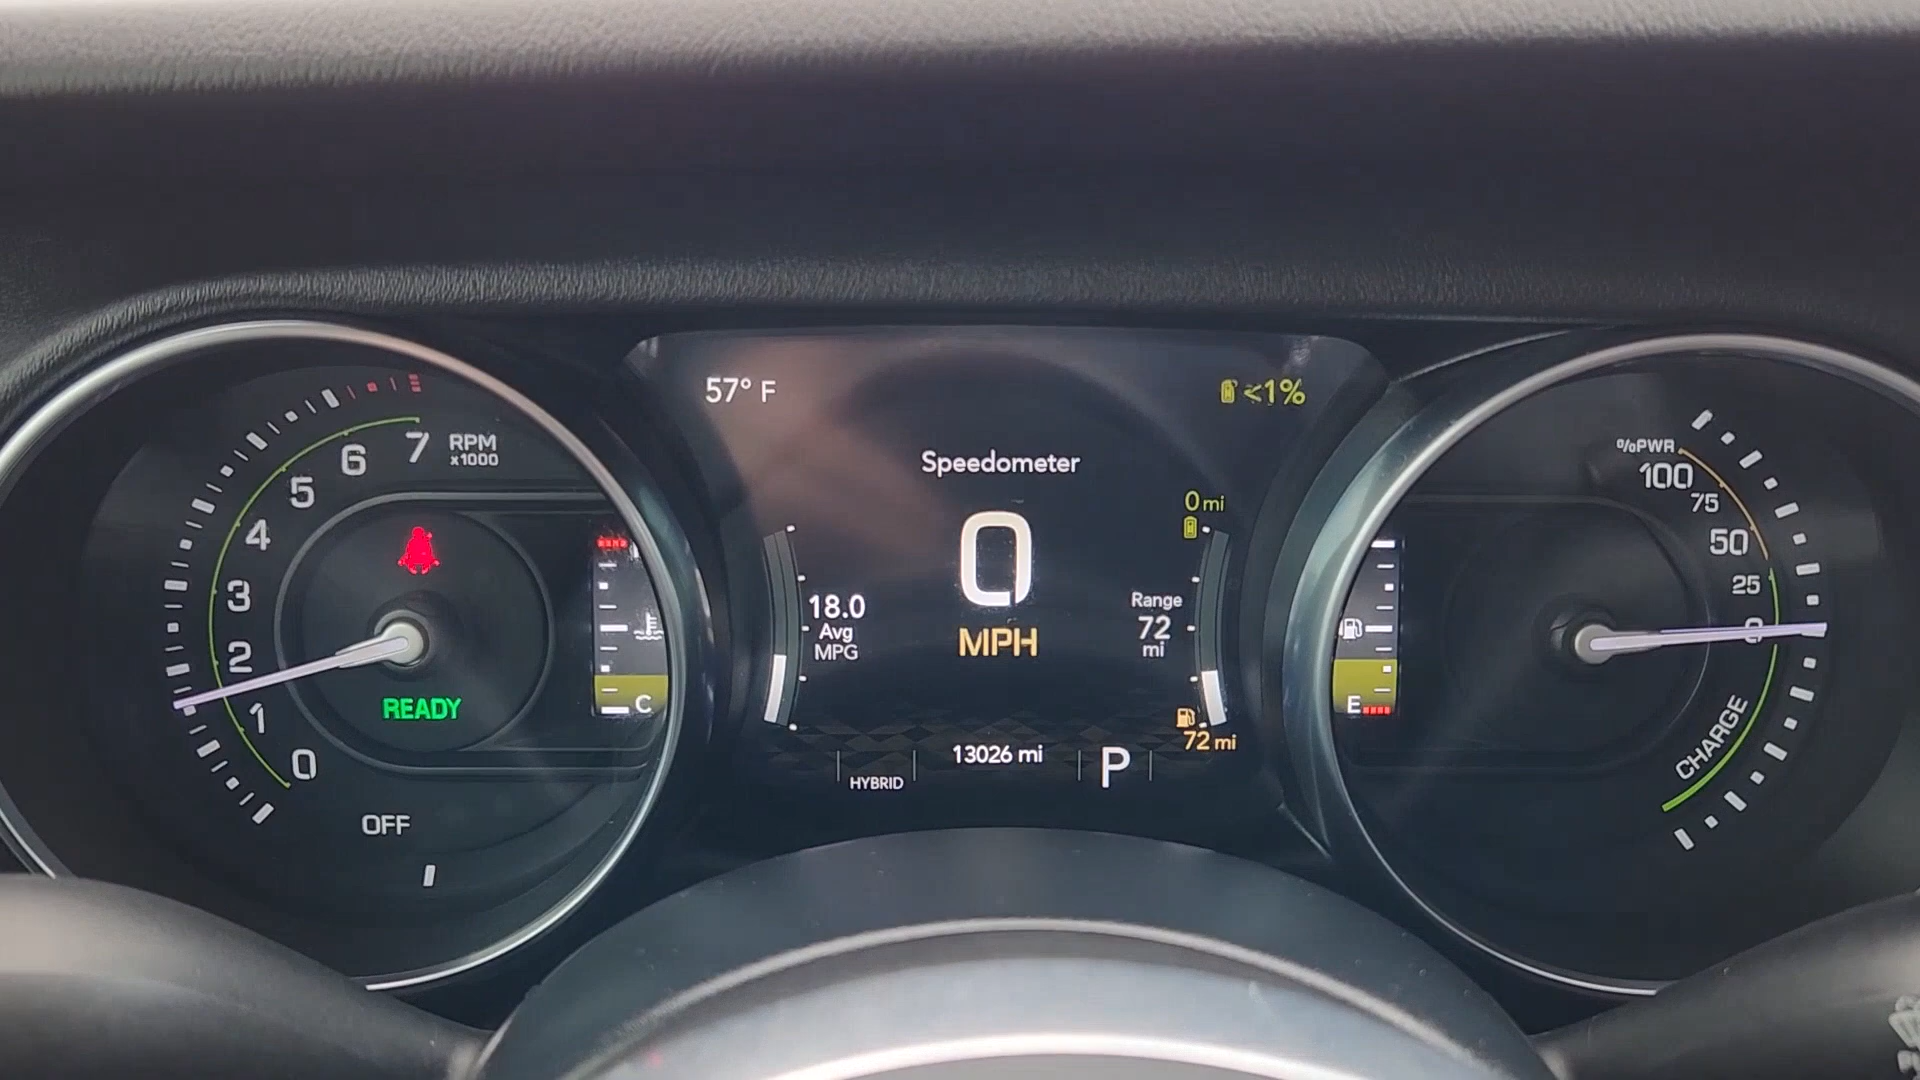 57° F
<1%
Speedometer
0
MPH
18.0
Avg
MPG
0 mi
Range
72
mi
72 mi
HYBRID
13026 mi
P
7
6
5
4
3
2
1
0
RPM
x1000
READY
OFF
C
E
%PWR
100
75
50
25
0
CHARGE